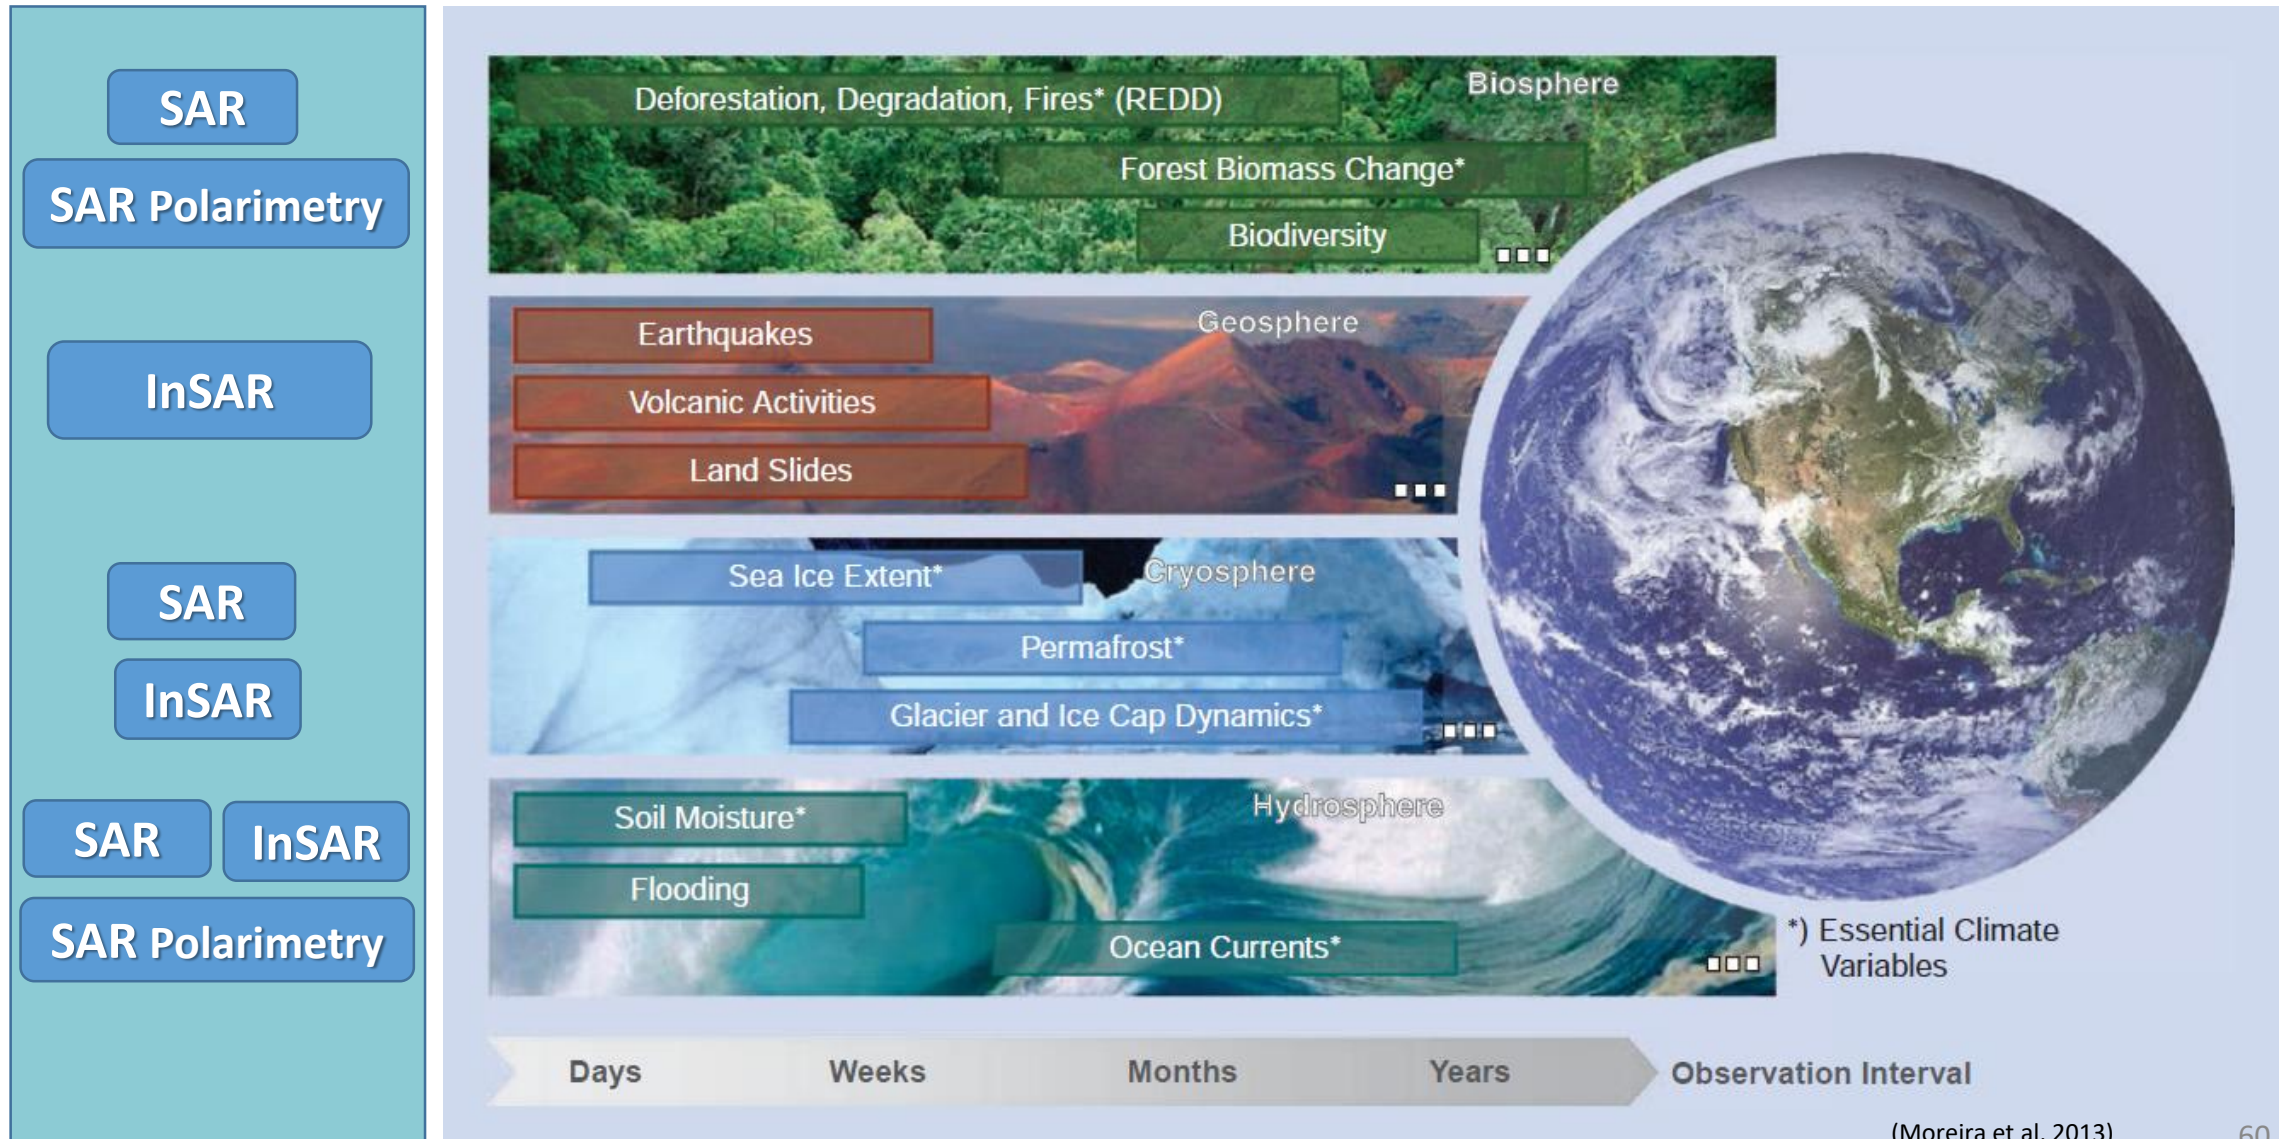 SAR
SAR Polarimetry
InSAR
SAR
InSAR
SAR
InSAR
SAR Polarimetry
Biosphere
Deforestation, Degradation, Fires* (REDD)
Forest Biomass Change*
Biodiversity
Geosphere
Earthquakes
Volcanic Activities
Land Slides
Cryosphere
Sea Ice Extent*
Permafrost*
Glacier and Ice Cap Dynamics*
Hydrosphere
Soil Moisture*
Flooding
Ocean Currents*
*) Essential Climate
Variables
Days
Weeks
Months
Years
Observation Interval
(Moreira et al. 2013)
60